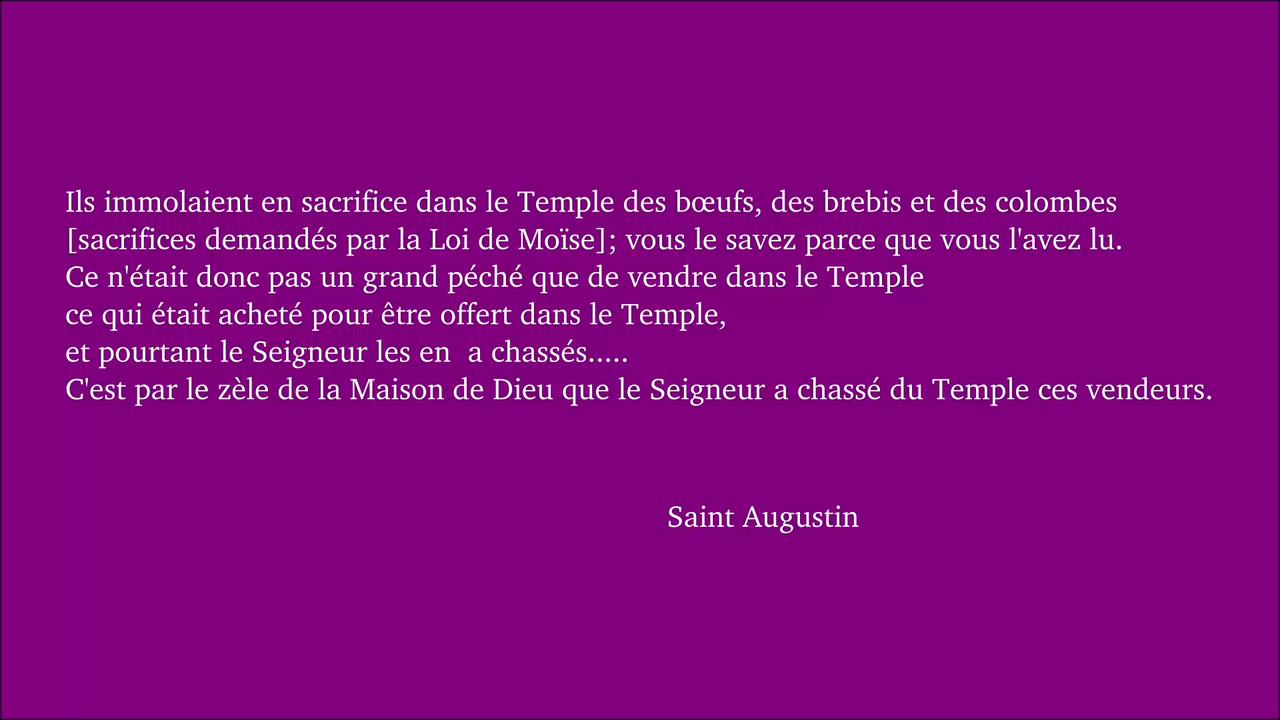 Ils immolaient en sacrifice dans le Temple des bœufs, des brebis et des colombes
[sacrifices demandés par la Loi de Moïse]; vous le savez parce que vous l'avez lu.
Ce n'était donc pas un grand péché que de vendre dans le Temple
ce qui était acheté pour être offert dans le Temple,
et pourtant le Seigneur les en  a chassés.....
C'est par le zèle de la Maison de Dieu que le Seigneur a chassé du Temple ces vendeurs.
Saint Augustin